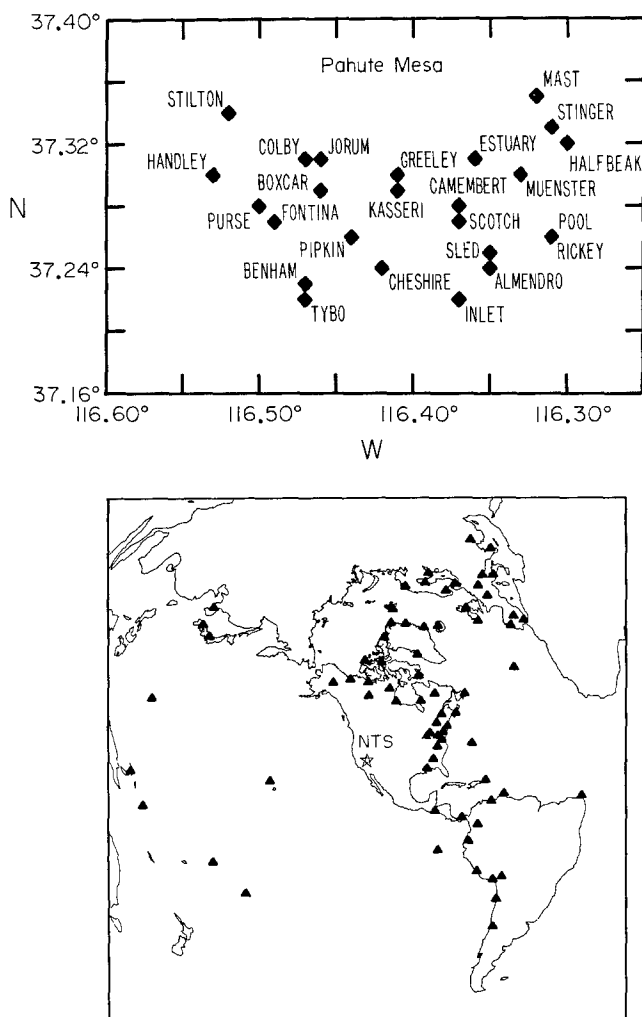 37.40°
Pahute Mesa
MAST
STILTON
STINGER
37.32°
COLBY
JORUM
GREELEY
ESTUARY
HALFBEAK
HANDLEY
BOXCAR
CAMEMBERT
MUENSTER
N
KASSERI
PURSE
FONTINA
SCOTCH
POOL
PIPKIN
SLED
RICKEY
37.24°
BENHAM
CHESHIRE
ALMENDRO
TYBO
INLET
37.16°
116.60°
116.50°
116.40°
116.30°
W
NTS